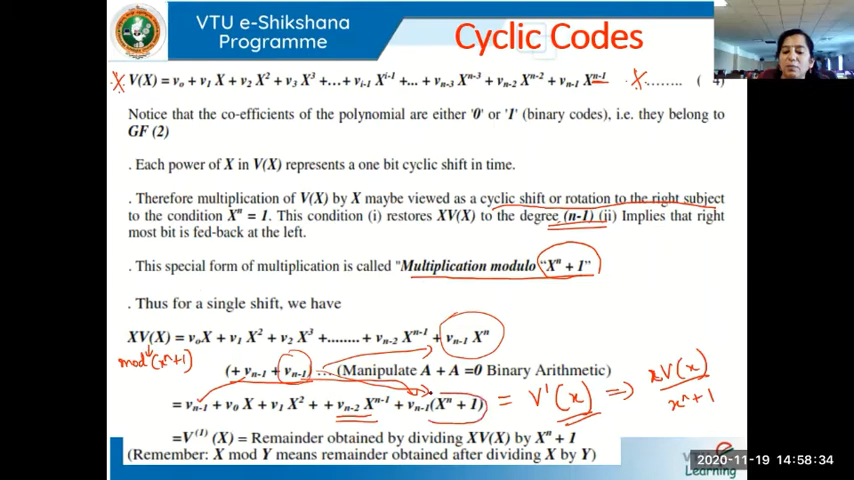 VTU e-Shikshana
Programme
Cyclic Codes
X V(X) = v₀ + v₁ X + v₂ X² + v₃ X³ +…+ vᵢ₋₁ Xⁱ⁻¹ +... + vₙ₋₃ Xⁿ⁻³ + vₙ₋₂ Xⁿ⁻² + vₙ₋₁ Xⁿ⁻¹ X……… ( 4)
Notice that the co-efficients of the polynomial are either '0' or '1' (binary codes), i.e. they belong to
GF (2)
. Each power of X in V(X) represents a one bit cyclic shift in time.
. Therefore multiplication of V(X) by X maybe viewed as a cyclic shift or rotation to the right subject
to the condition Xⁿ = 1. This condition (i) restores XV(X) to the degree (n-1) (ii) Implies that right
most bit is fed-back at the left.
. This special form of multiplication is called "Multiplication modulo "Xⁿ + 1"
. Thus for a single shift, we have
XV(X) = v₀X + v₁ X² + v₂ X³ +........ + vₙ₋₂ Xⁿ⁻¹ + vₙ₋₁ Xⁿ
mod (xⁿ+1)
(+ vₙ₋₁ + vₙ₋₁) … (Manipulate A + A =0 Binary Arithmetic)
= vₙ₋₁ + v₀ X + v₁ X² + + vₙ₋₂ Xⁿ⁻¹ + vₙ₋₁(Xⁿ + 1) = V'(x) ⇒ xV(x)
xⁿ+1
=V⁽¹⁾ (X) = Remainder obtained by dividing XV(X) by Xⁿ + 1
(Remember: X mod Y means remainder obtained after dividing X by Y)
e
Learning
2020-11-19 14:58:34